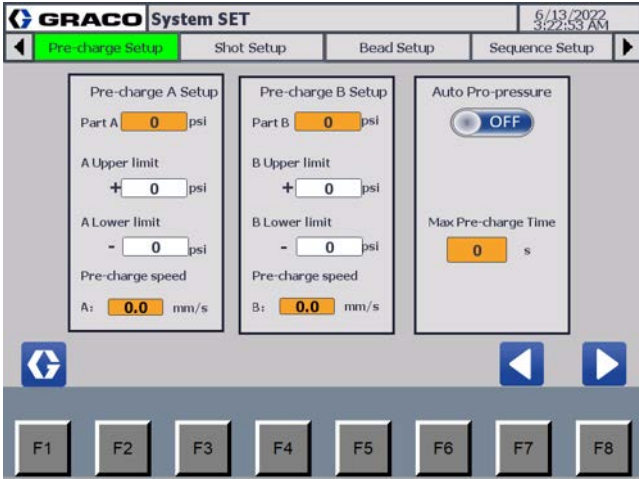 GRACO System SET 6/13/2022
3:22:53 AM
Pre-charge Setup Shot Setup Bead Setup Sequence Setup
Pre-charge A Setup
Part A 0 psi
A Upper limit
+ 0 psi
A Lower limit
- 0 psi
Pre-charge speed
A: 0.0 mm/s
Pre-charge B Setup
Part B 0 psi
B Upper limit
+ 0 psi
B Lower limit
- 0 psi
Pre-charge speed
B: 0.0 mm/s
Auto Pro-pressure
OFF
Max Pre-charge Time
0 s
F1 F2 F3 F4 F5 F6 F7 F8